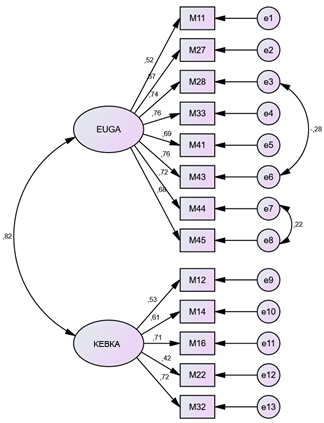 M11 e1
,52
M27 e2
M28 e3
,74
EUGA
,76
M33 e4
-,28
,69
M41 e5
,76
M43 e6
,72
M44 e7
,68
,22
M45 e8
,82
M12 e9
,53
M14 e10
,61
KEBKA
,71
M16 e11
,42
M22 e12
,72
M32 e13